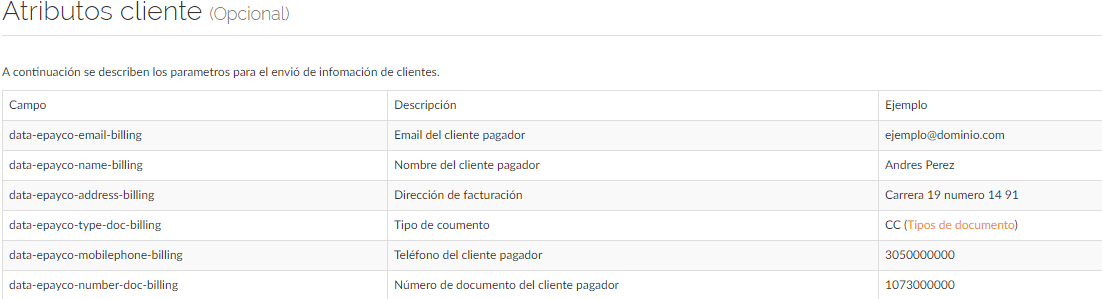 Atributos cliente (Opcional)
A continuación se describen los parametros para el envió de infomación de clientes.
Campo Descripción Ejemplo
data-epayco-email-billing Email del cliente pagador ejemplo@dominio.com
data-epayco-name-billing Nombre del cliente pagador Andres Perez
data-epayco-address-billing Dirección de facturación Carrera 19 numero 14 91
data-epayco-type-doc-billing Tipo de coumento CC (Tipos de documento)
data-epayco-mobilephone-billing Teléfono del cliente pagador 3050000000
data-epayco-number-doc-billing Número de documento del cliente pagador 1073000000